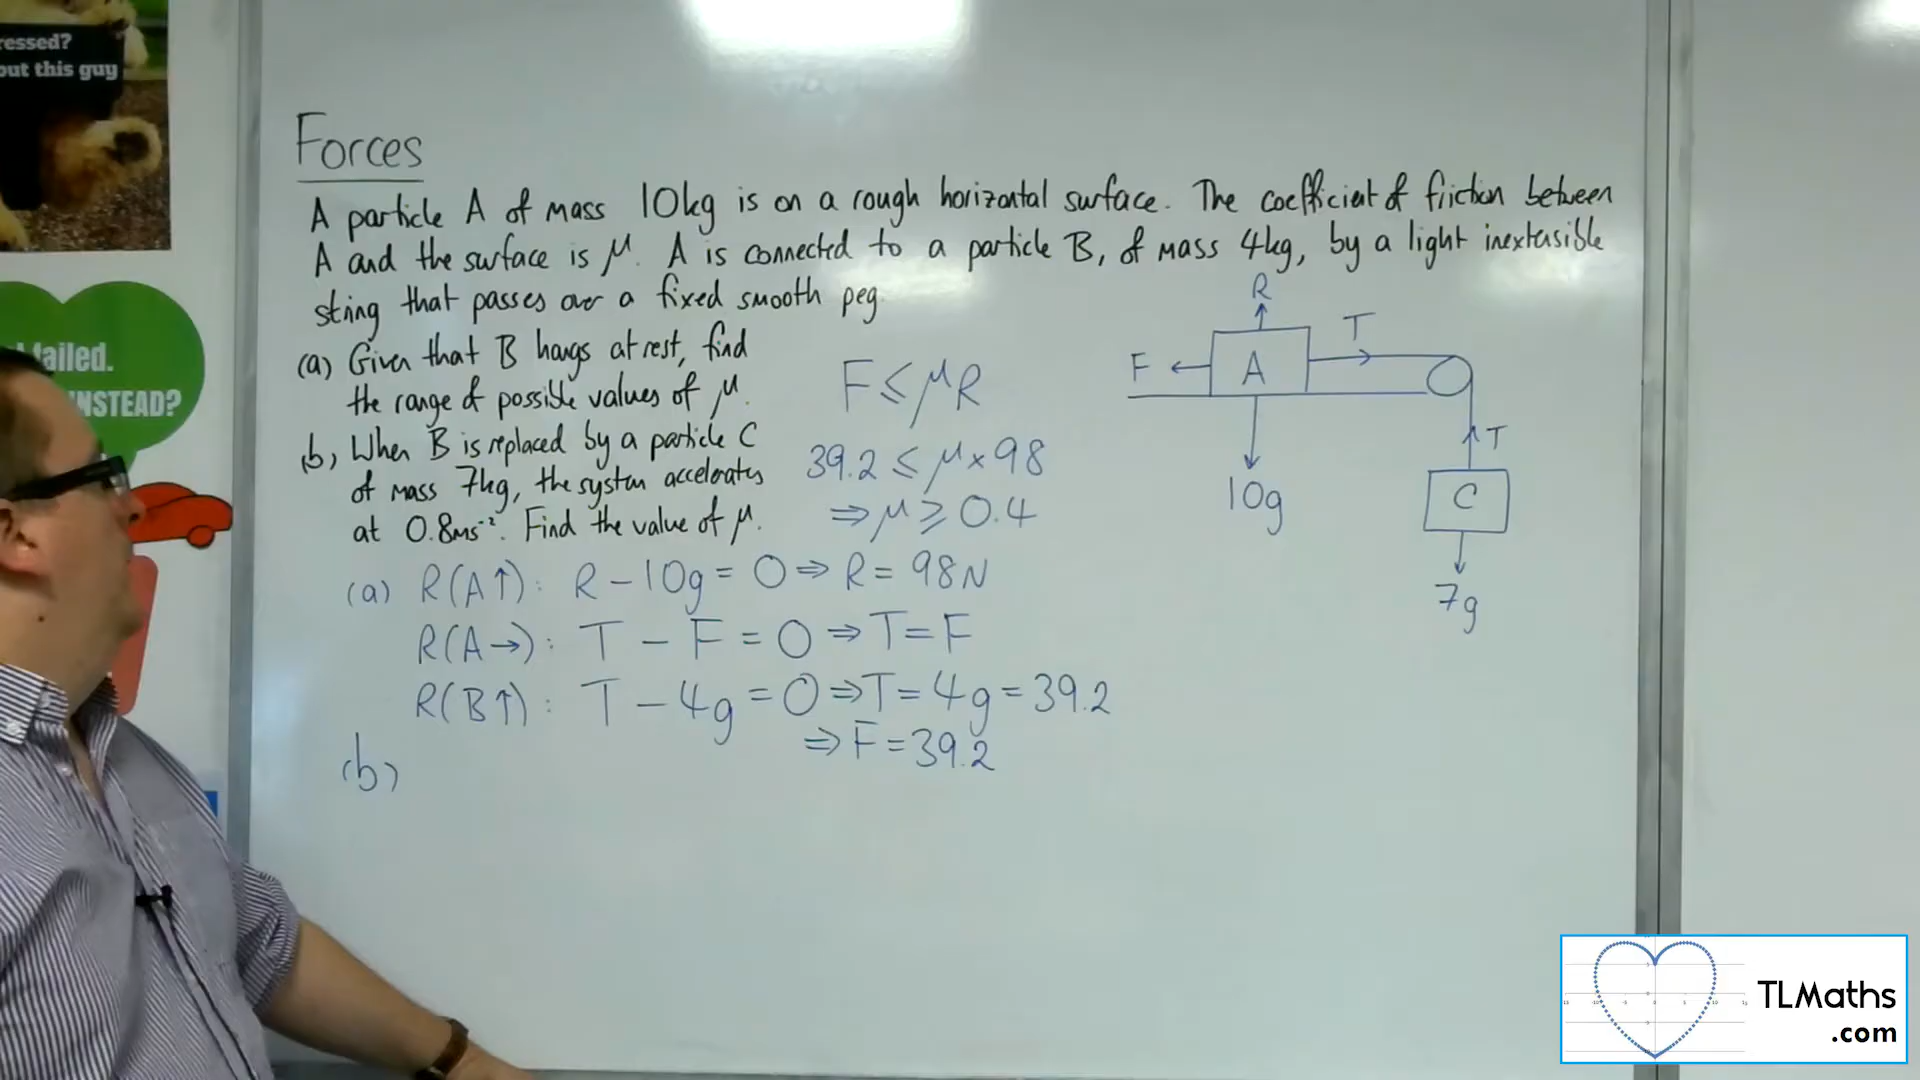 ressed?
out this guy
failed.
INSTEAD?
Forces
A particle A of mass 10kg is on a rough horizontal surface. The coefficient of friction between
A and the surface is μ. A is connected to a particle B, of mass 4kg, by a light inextensible
string that passes over a fixed smooth peg.
(a) Given that B hangs at rest, find
the range of possible values of μ.
(b) When B is replaced by a particle C
of mass 7kg, the system accelerates
at 0.8ms⁻². Find the value of μ.
F ≤ μR
39.2 ≤ μ × 98
⇒ μ ≥ 0.4
R
F
A
T
T
10g
C
7g
(a) R(A↑): R - 10g = 0 ⇒ R = 98N
R(A→): T - F = 0 ⇒ T = F
R(B↑): T - 4g = 0 ⇒ T = 4g = 39.2
⇒ F = 39.2
(b)
TLMaths
.com